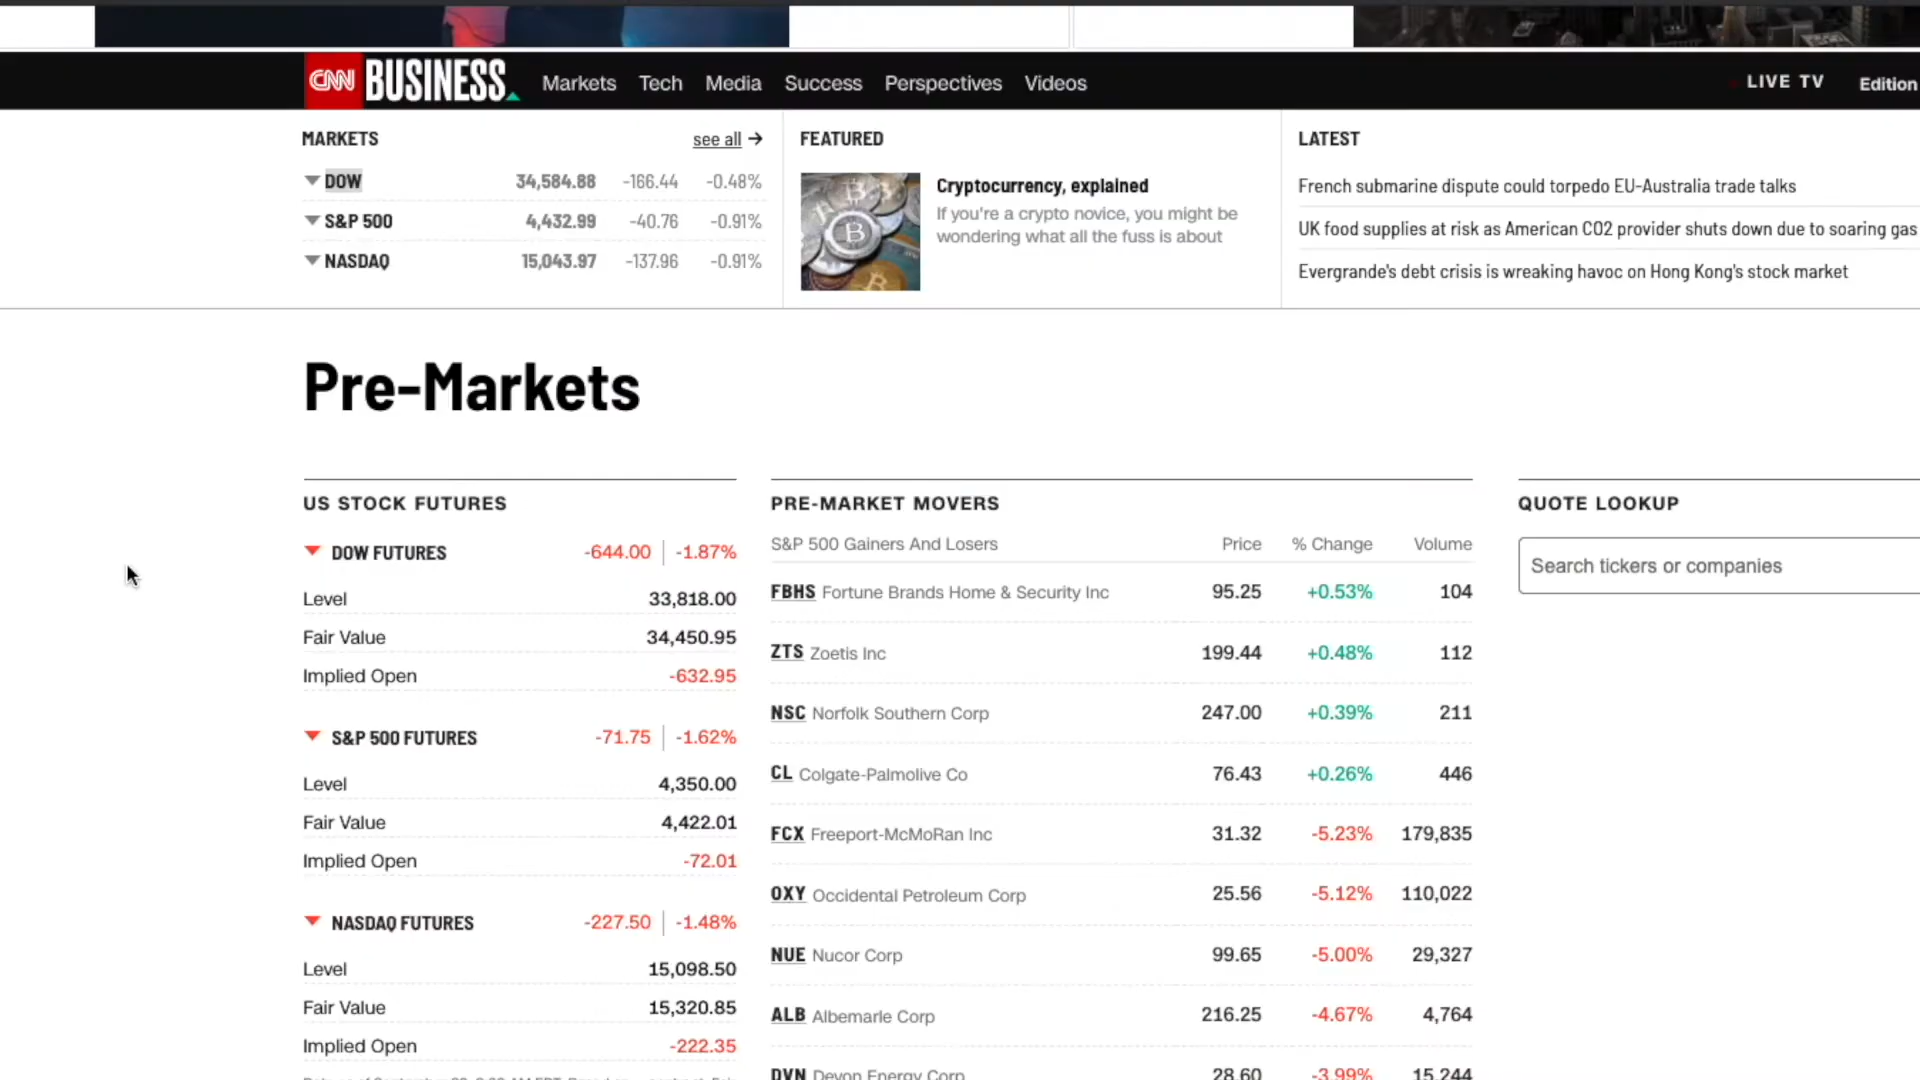 CNN BUSINESS Markets Tech Media Success Perspectives Videos LIVE TV Edition
MARKETS see all →
DOW 34,584.88 -166.44 -0.48%
S&P 500 4,432.99 -40.76 -0.91%
NASDAQ 15,043.97 -137.96 -0.91%
FEATURED
Cryptocurrency, explained
If you're a crypto novice, you might be
wondering what all the fuss is about
LATEST
French submarine dispute could torpedo EU-Australia trade talks
UK food supplies at risk as American CO2 provider shuts down due to soaring gas
Evergrande's debt crisis is wreaking havoc on Hong Kong's stock market
Pre-Markets
US STOCK FUTURES
DOW FUTURES -644.00 -1.87%
Level 33,818.00
Fair Value 34,450.95
Implied Open -632.95
S&P 500 FUTURES -71.75 -1.62%
Level 4,350.00
Fair Value 4,422.01
Implied Open -72.01
NASDAQ FUTURES -227.50 -1.48%
Level 15,098.50
Fair Value 15,320.85
Implied Open -222.35
PRE-MARKET MOVERS
S&P 500 Gainers And Losers Price % Change Volume
FBHS Fortune Brands Home & Security Inc 95.25 +0.53% 104
ZTS Zoetis Inc 199.44 +0.48% 112
NSC Norfolk Southern Corp 247.00 +0.39% 211
CL Colgate-Palmolive Co 76.43 +0.26% 446
FCX Freeport-McMoRan Inc 31.32 -5.23% 179,835
OXY Occidental Petroleum Corp 25.56 -5.12% 110,022
NUE Nucor Corp 99.65 -5.00% 29,327
ALB Albemarle Corp 216.25 -4.67% 4,764
DVN Devon Energy Corp 28.60 -3.99% 15,244
QUOTE LOOKUP
Search tickers or companies